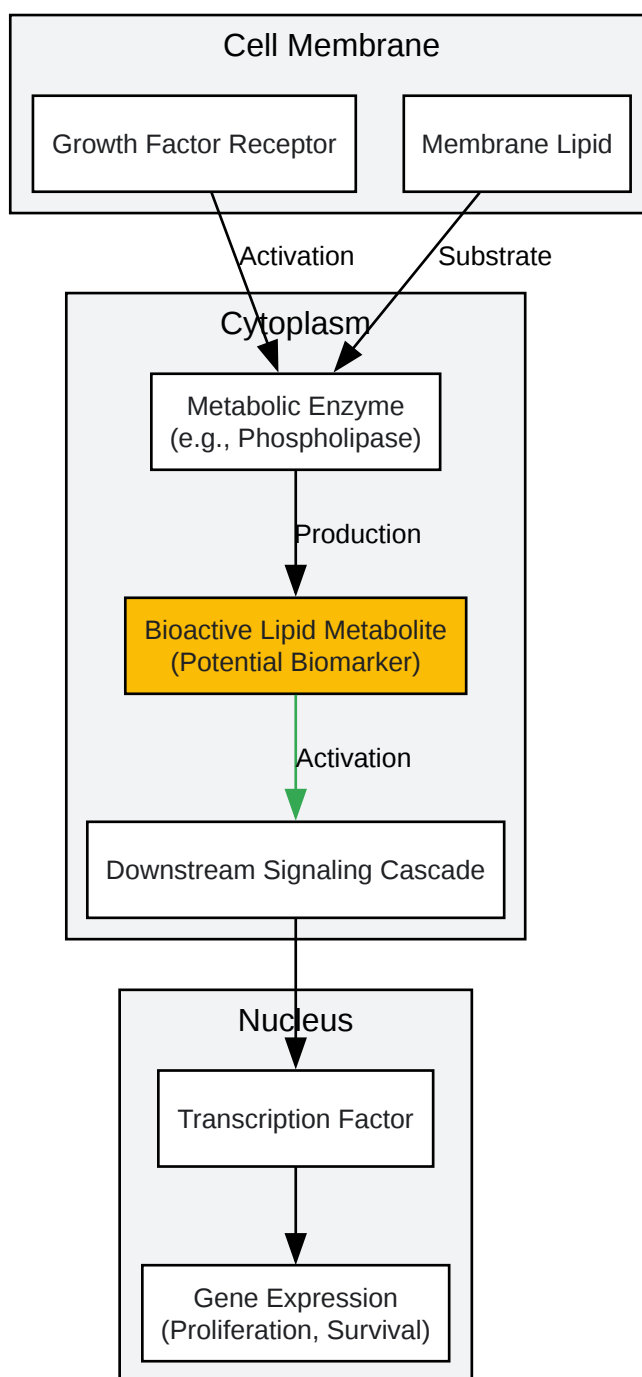 Cell Membrane
Growth Factor Receptor
Membrane Lipid
Activation
Substrate
Cytoplasm
Metabolic Enzyme
(e.g., Phospholipase)
Production
Bioactive Lipid Metabolite
(Potential Biomarker)
Activation
Downstream Signaling Cascade
Nucleus
Transcription Factor
Gene Expression
(Proliferation, Survival)